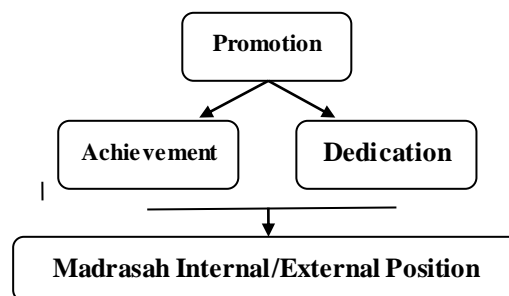 Promotion
Achievement
Dedication
Madrasah Internal/External Position